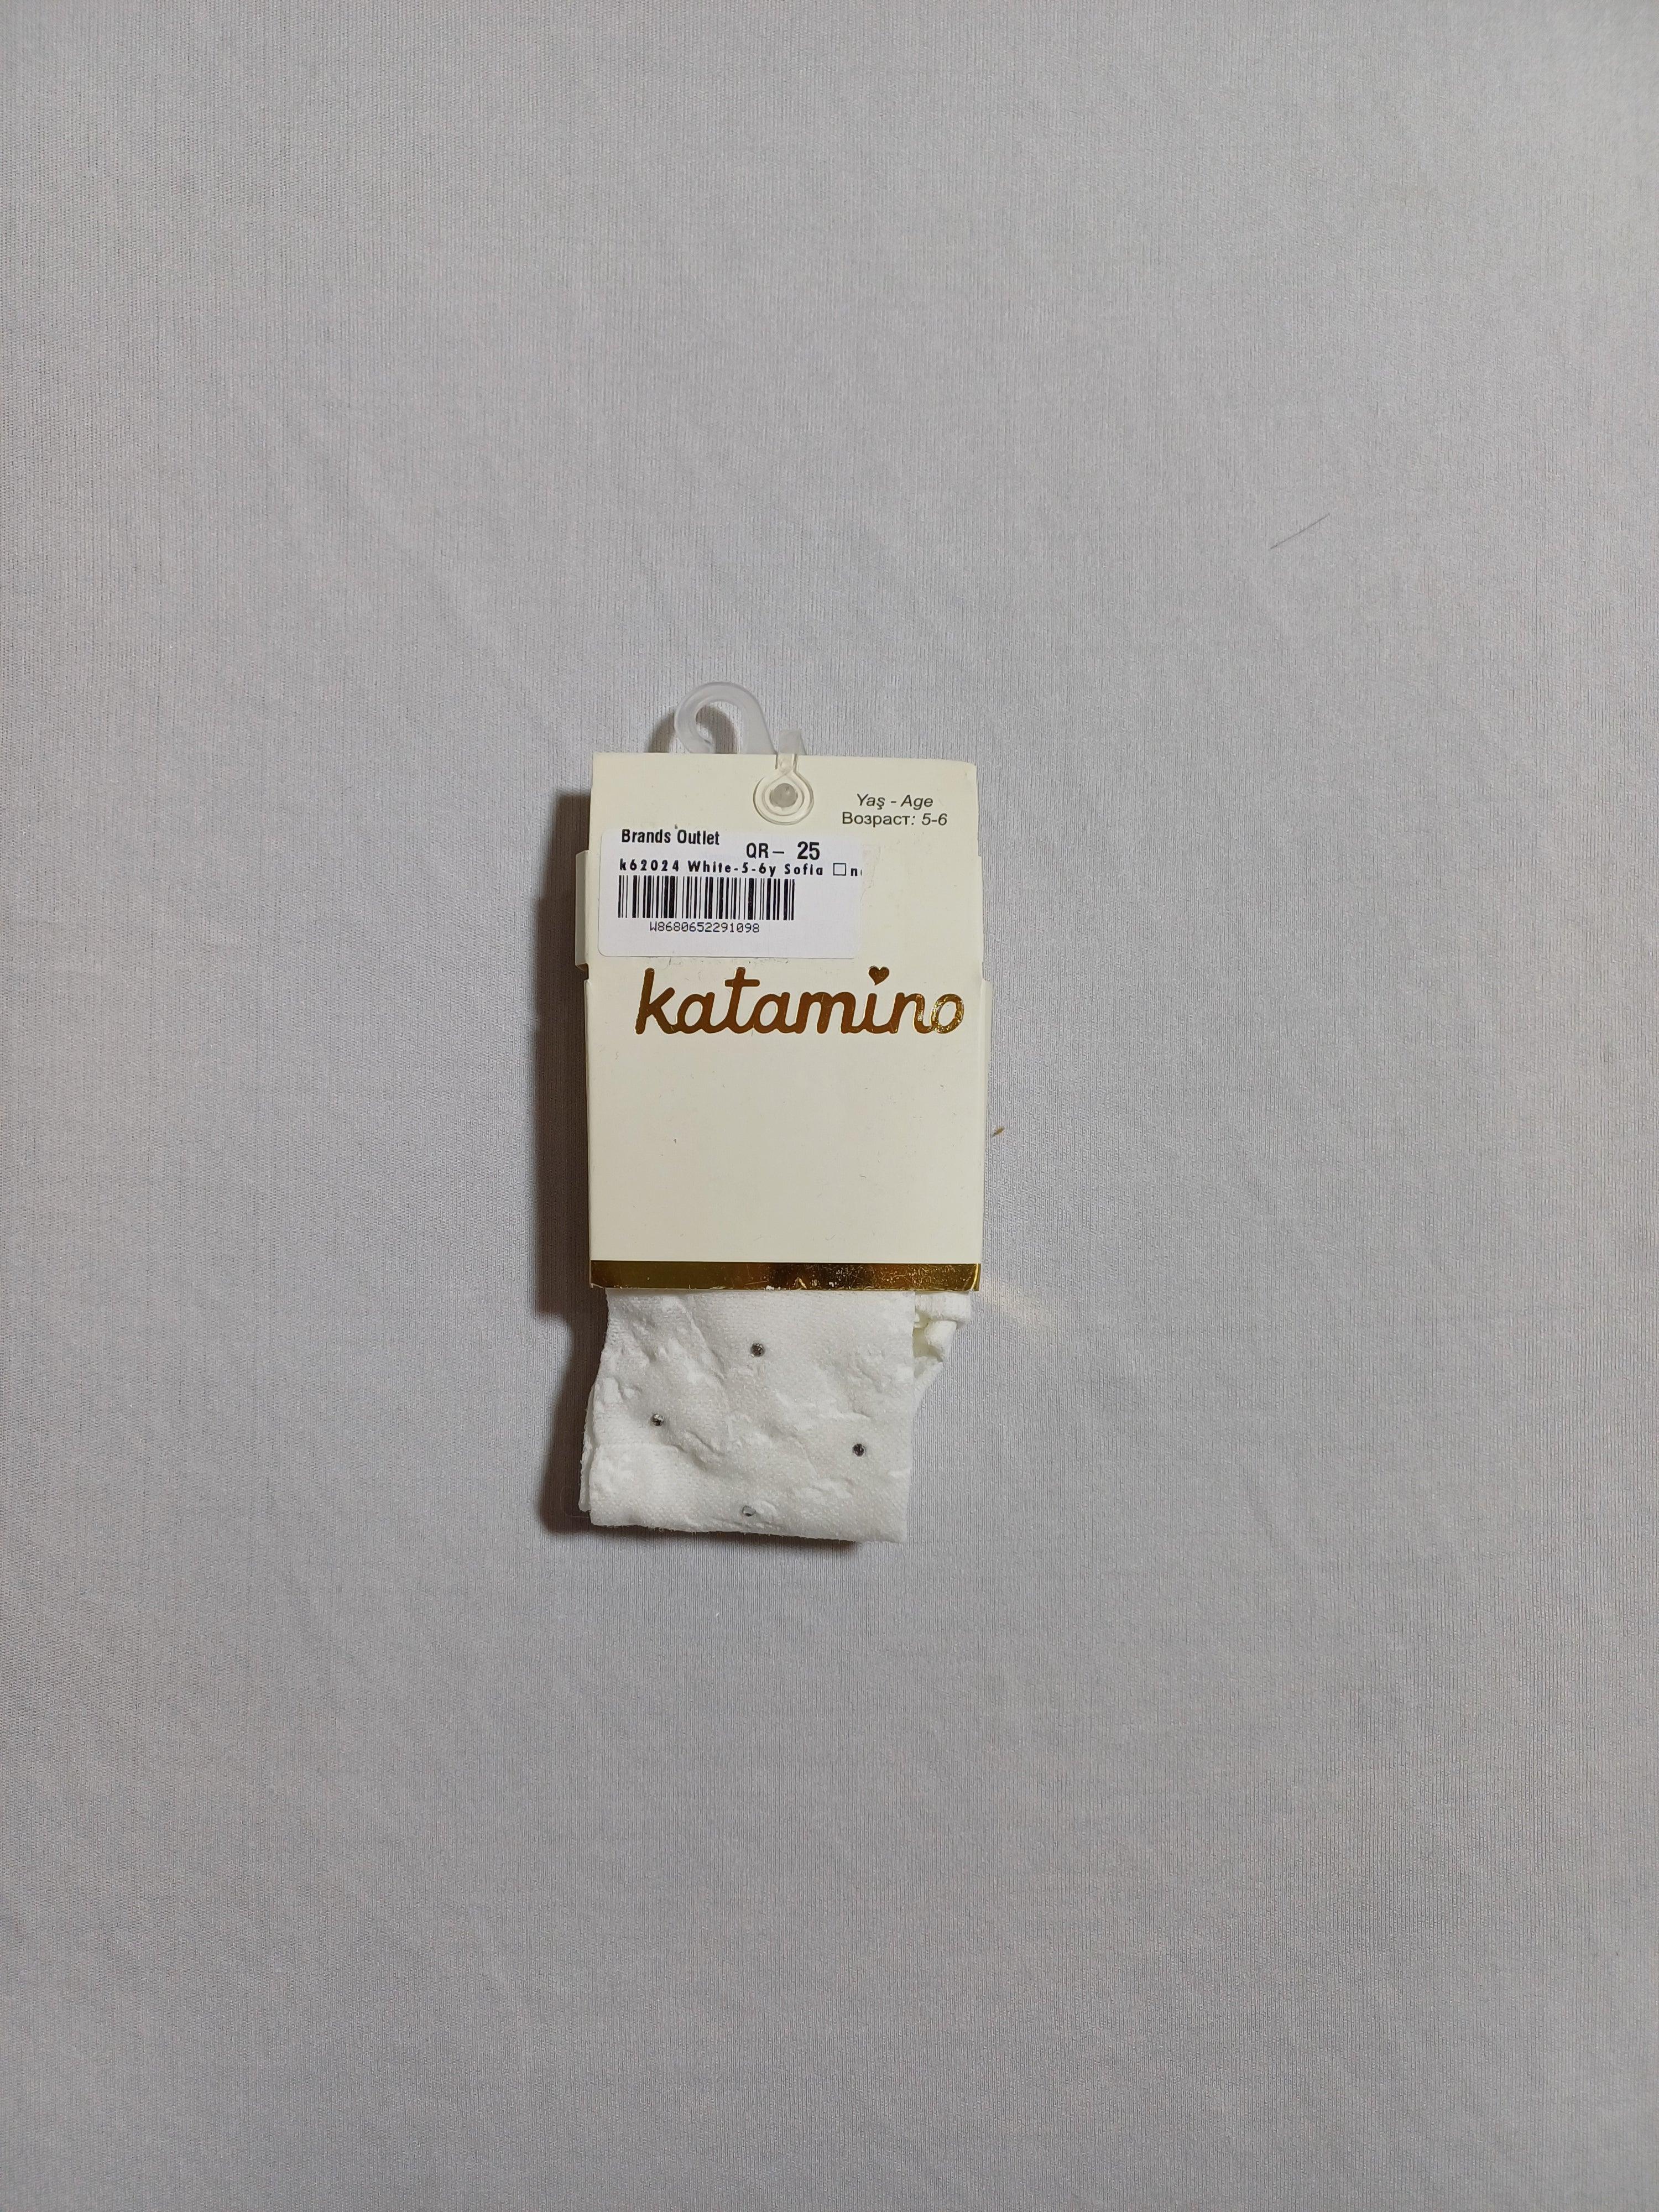 Yaş - Age
Возраст: 5-6
Brands Outlet
QR- 25
k62024 White-5-6y Sofia
W8680652291098
katamino